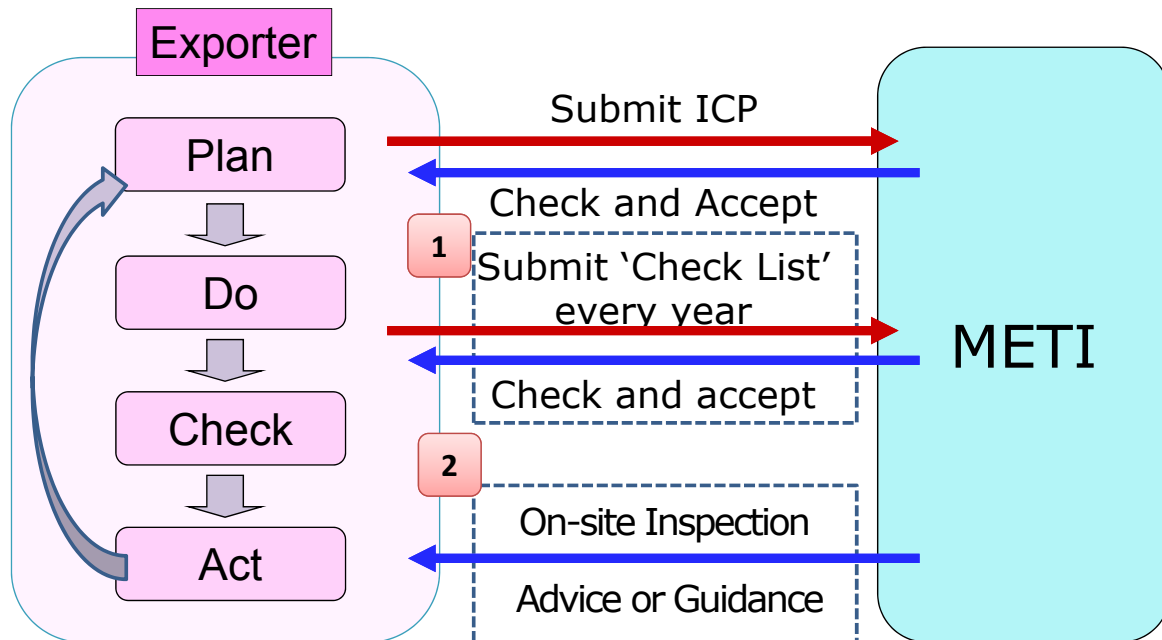 Exporter
Plan
Do
Check
Act
Submit ICP
Check and Accept
1
Submit ‘Check List’
every year
Check and accept
2
On-site Inspection
Advice or Guidance
METI